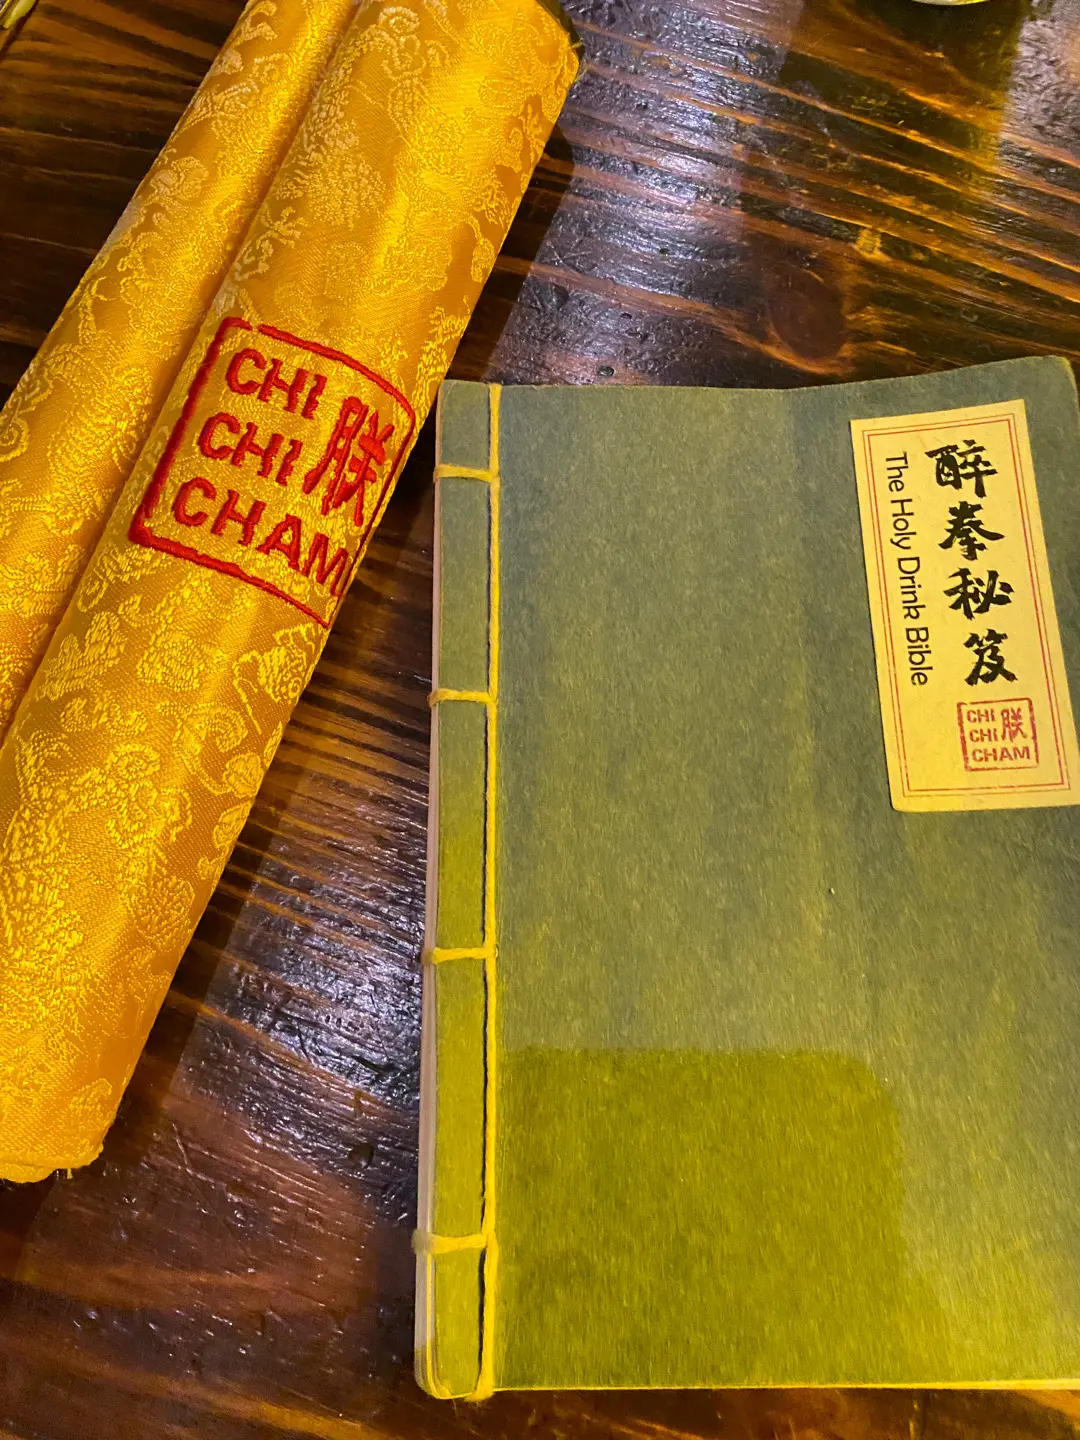 CHI
CHI
CHAM
朕
醉拳秘笈
The Holy Drink Bible
CHI
CHI
CHAM
朕